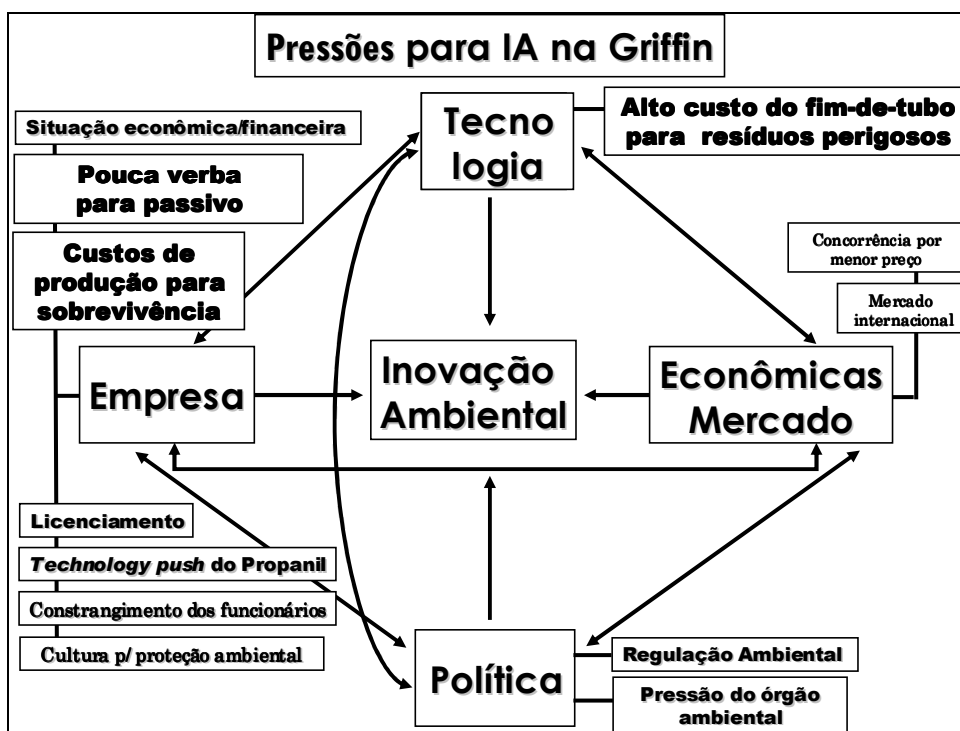 Pressões para IA na Griffin
Situação econômica/financeira
Pouca verba
para passivo
Custos de
produção para
sobrevivência
Tecno
logia
Alto custo do fim-de-tubo
para resíduos perigosos
Concorrência por
menor preço
Mercado
internacional
Empresa
Inovação
Ambiental
Econômicas
Mercado
Licenciamento
Technology push do Propanil
Constrangimento dos funcionários
Cultura p/ proteção ambiental
Política
Regulação Ambiental
Pressão do órgão
ambiental